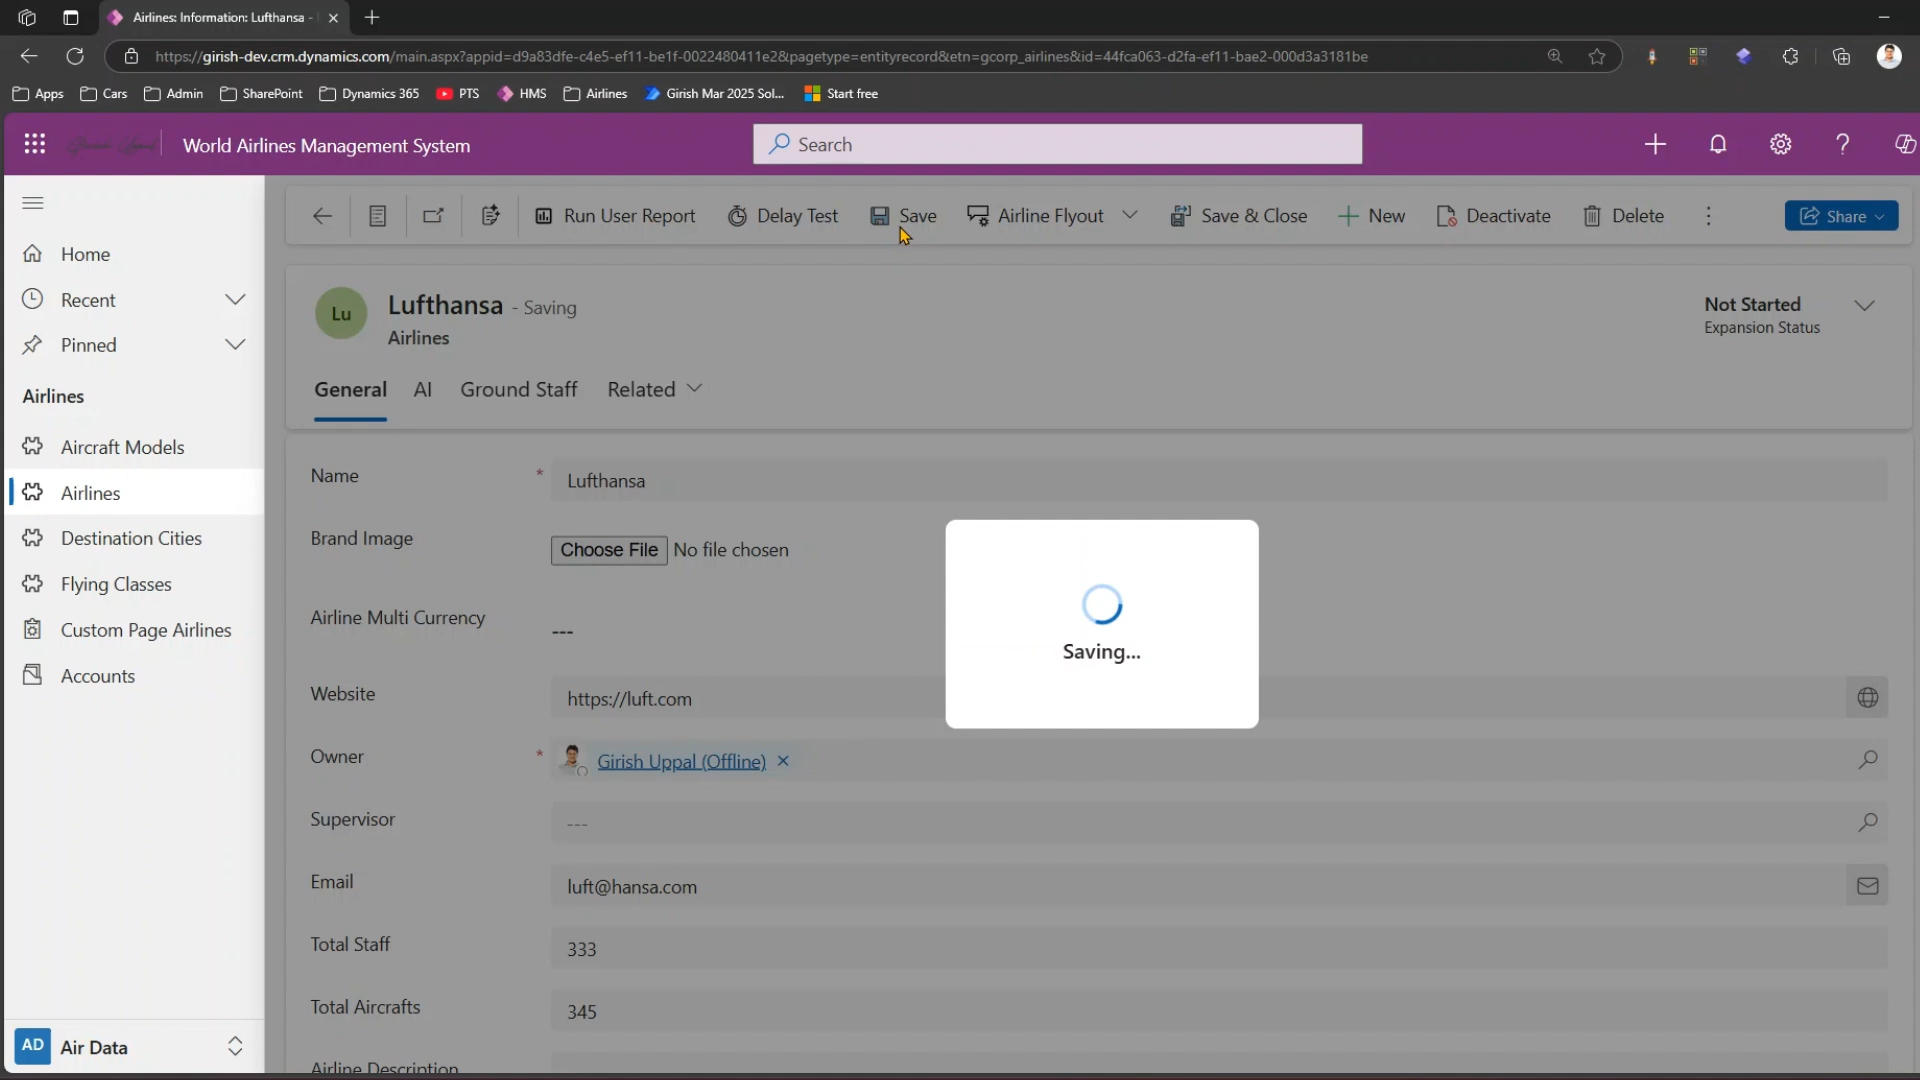 Airlines: Information: Lufthansa -
https://girish-dev.crm.dynamics.com/main.aspx?appid=d9a83dfe-c4e5-ef11-be1f-0022480411e2&pagetype=entityrecord&etn=gcorp_airlines&id=44fca063-d2fa-ef11-bae2-000d3a3181be
Apps Cars Admin SharePoint Dynamics 365 PTS HMS Airlines Girish Mar 2025 Sol... Start free
Girish Uppal World Airlines Management System Search
Run User Report Delay Test Save Airline Flyout Save & Close New Deactivate Delete Share
Home
Recent
Pinned
Airlines
Aircraft Models
Airlines
Destination Cities
Flying Classes
Custom Page Airlines
Accounts
AD Air Data
Lu Lufthansa - Saving
Airlines
Not Started
Expansion Status
General AI Ground Staff Related
Name * Lufthansa
Brand Image Choose File No file chosen
Airline Multi Currency ---
Saving...
Website https://luft.com
Owner * Girish Uppal (Offline)
Supervisor ---
Email luft@hansa.com
Total Staff 333
Total Aircrafts 345
Airline Description